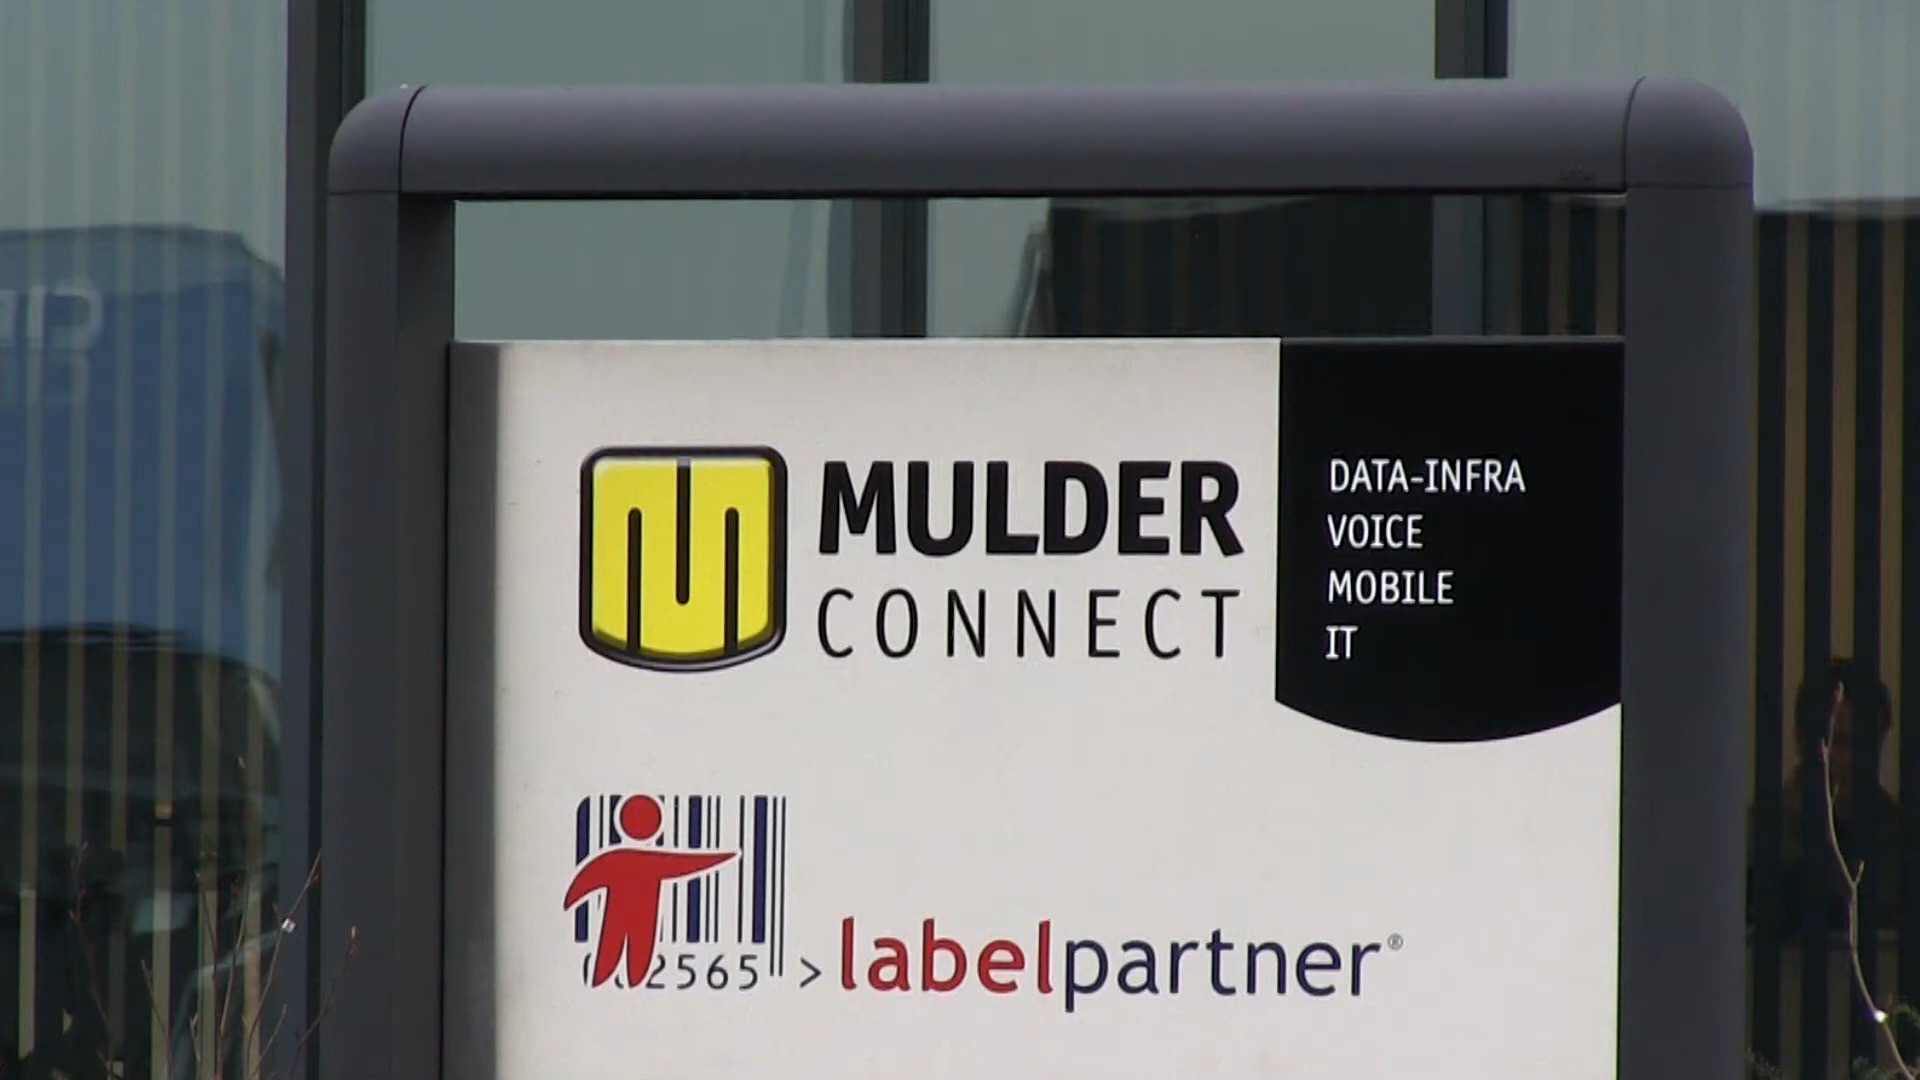 MULDER
CONNECT
DATA-INFRA
VOICE
MOBILE
IT
2565
> labelpartner®